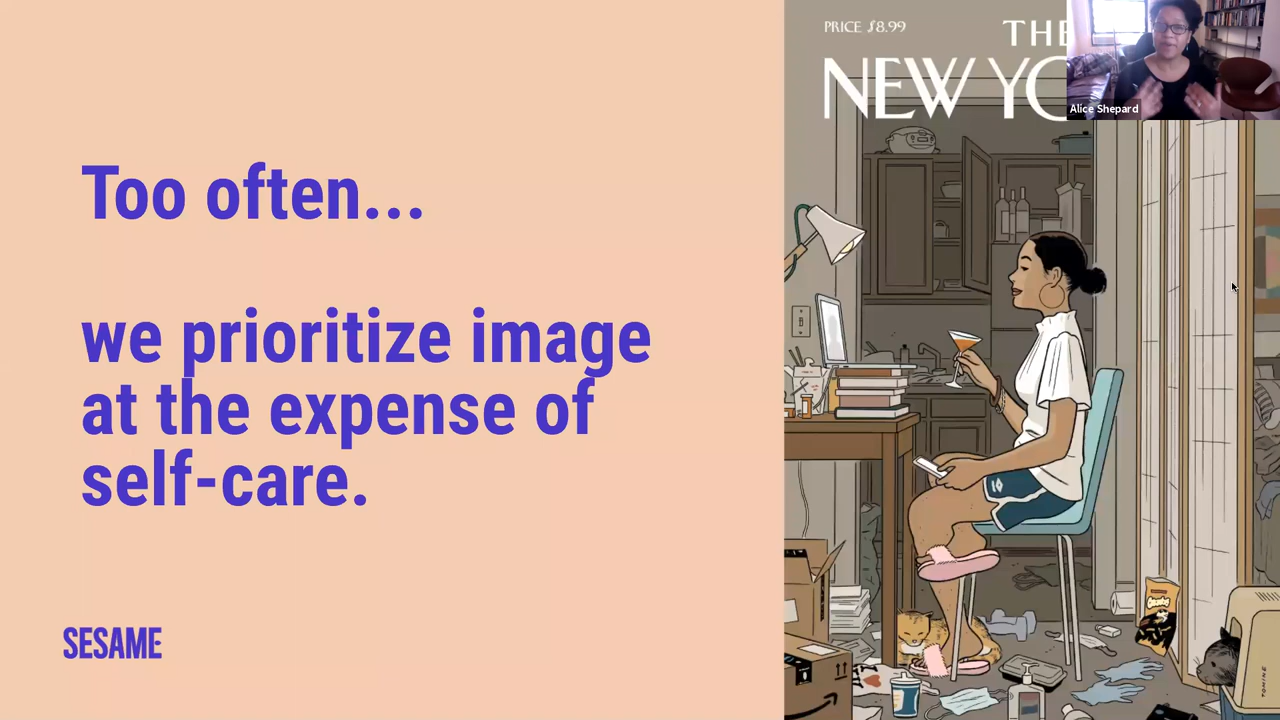 Too often...
we prioritize image
at the expense of
self-care.
SESAME
PRICE $8.99
THE
NEW YO
Alice Shepard
TOMINE